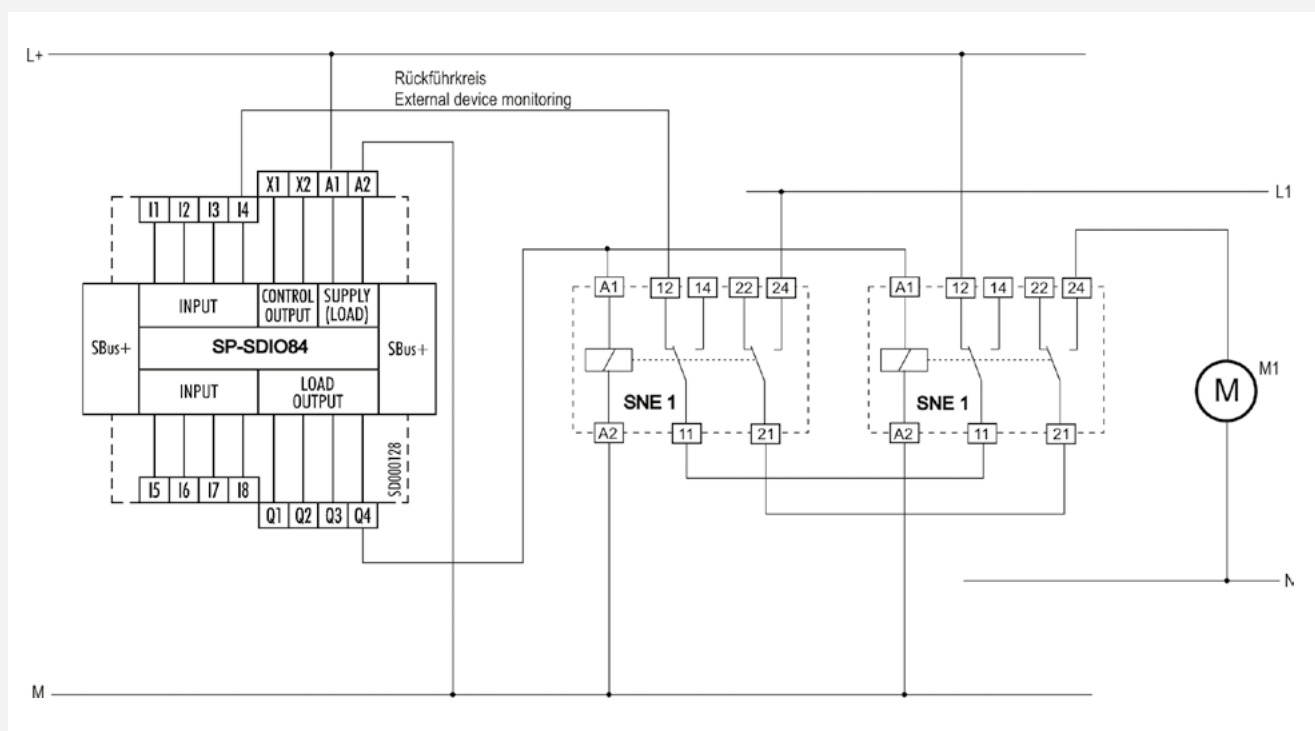 L+
Rückführkreis
External device monitoring
X1 X2 A1 A2
I1 I2 I3 I4
L1
A1 12 14 22 24
A1 12 14 22 24
INPUT
CONTROL OUTPUT
SUPPLY (LOAD)
SBus+
SP-SDIO84
SBus+
INPUT
LOAD OUTPUT
SNE 1
SNE 1
M
M1
A2 11 21
A2 11 21
SD000128
I5 I6 I7 I8
Q1 Q2 Q3 Q4
M